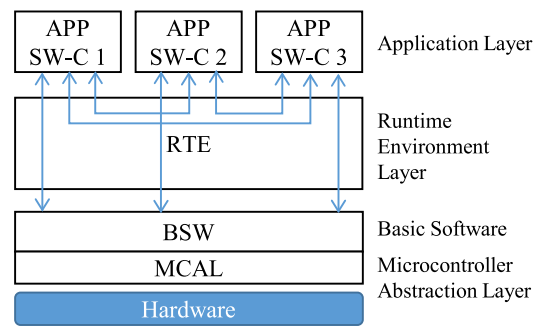 APP
SW-C 1
APP
SW-C 2
APP
SW-C 3
Application Layer
RTE
Runtime
Environment
Layer
BSW
Basic Software
MCAL
Microcontroller
Abstraction Layer
Hardware